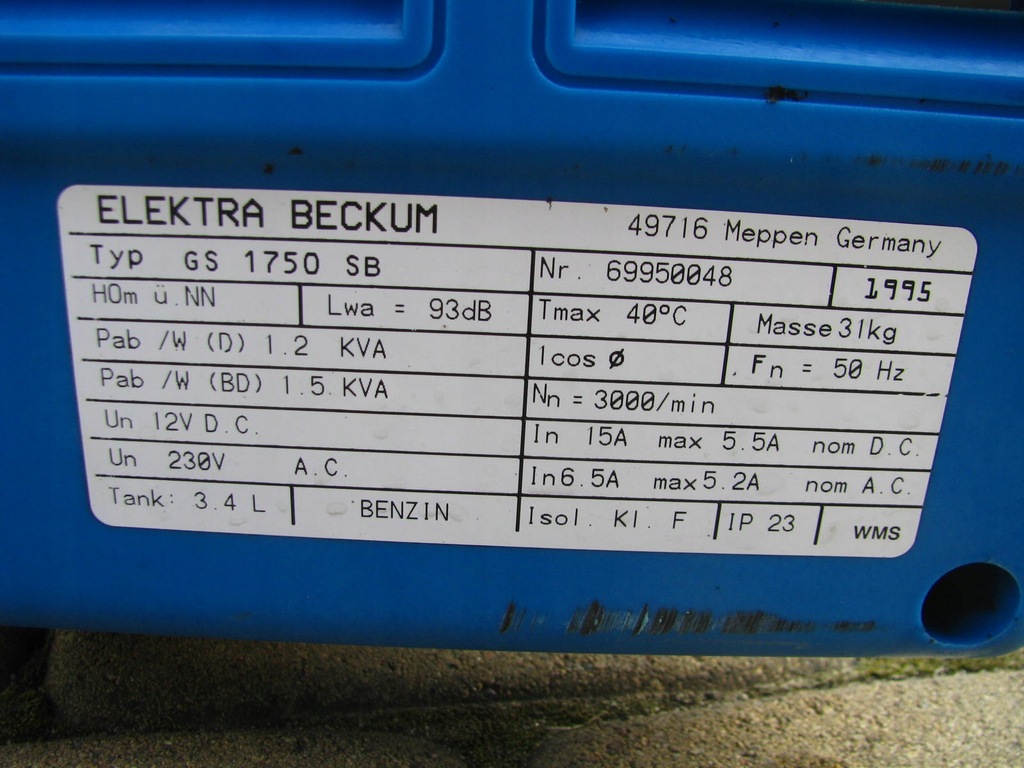 ELEKTRA BECKUM 49716 Meppen Germany
Typ GS 1750 SB Nr. 69950048 1995
HOm ü.NN Lwa = 93dB Tmax 40°C Masse 31kg
Pab /W (D) 1.2 KVA 1cos ø Fn = 50 Hz
Pab /W (BD) 1.5 KVA Nn = 3000/min
Un 12V D.C. In 15A max 5.5A nom D.C.
Un 230V A.C. In6.5A max5.2A nom A.C.
Tank: 3.4 L BENZIN Isol. Kl. F IP 23 WMS